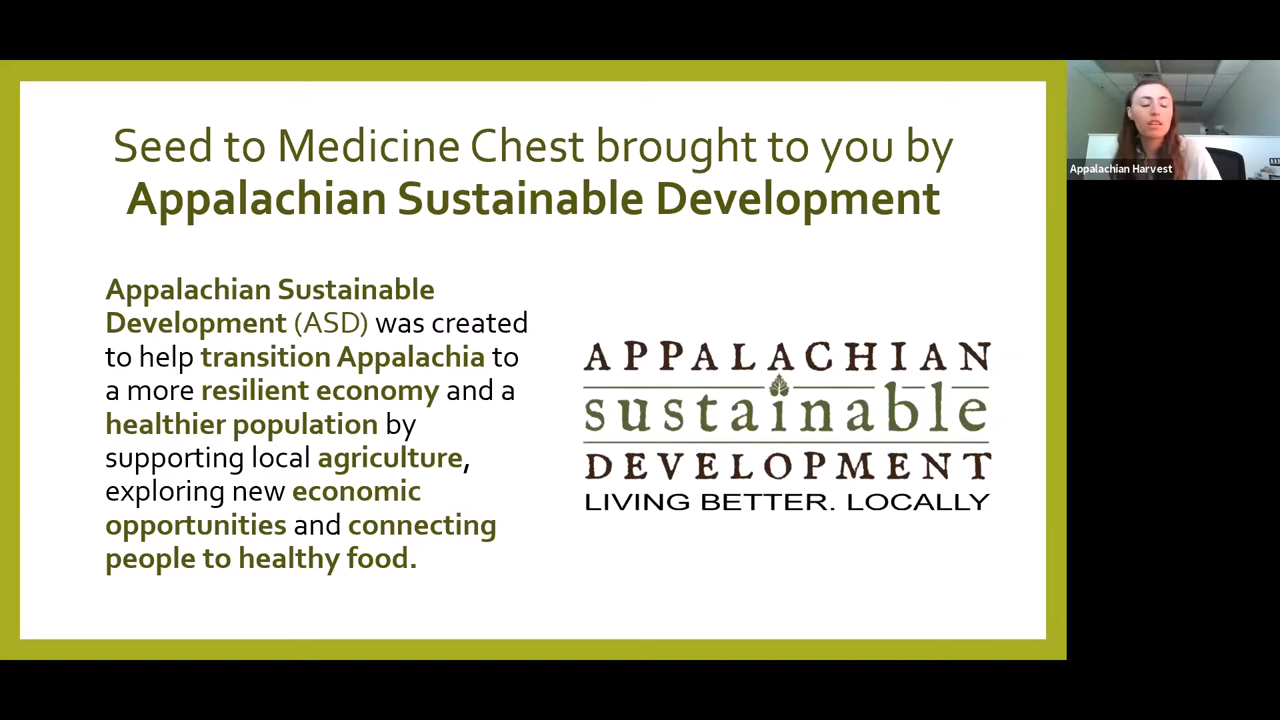 Seed to Medicine Chest brought to you by
Appalachian Sustainable Development
Appalachian Sustainable
Development (ASD) was created
to help transition Appalachia to
a more resilient economy and a
healthier population by
supporting local agriculture,
exploring new economic
opportunities and connecting
people to healthy food.
APPALACHIAN
sustainable
DEVELOPMENT
LIVING BETTER. LOCALLY
Appalachian Harvest